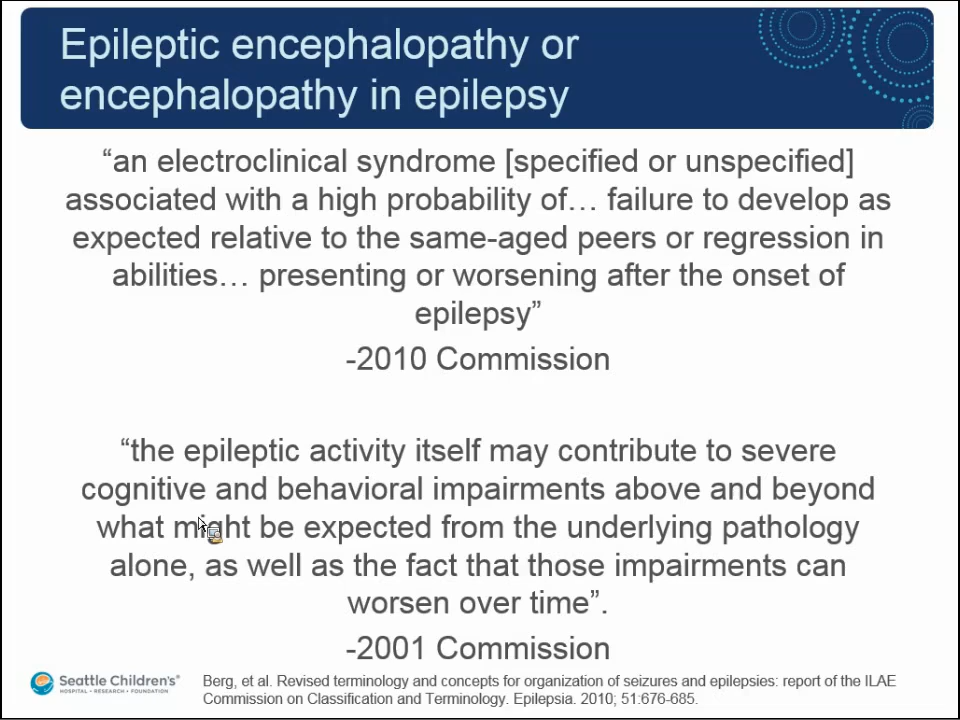 Epileptic encephalopathy or
encephalopathy in epilepsy
“an electroclinical syndrome [specified or unspecified]
associated with a high probability of… failure to develop as
expected relative to the same-aged peers or regression in
abilities… presenting or worsening after the onset of
epilepsy”
-2010 Commission
“the epileptic activity itself may contribute to severe
cognitive and behavioral impairments above and beyond
what might be expected from the underlying pathology
alone, as well as the fact that those impairments can
worsen over time”.
-2001 Commission
Seattle Children's®
HOSPITAL • RESEARCH • FOUNDATION
Berg, et al. Revised terminology and concepts for organization of seizures and epilepsies: report of the ILAE
Commission on Classification and Terminology. Epilepsia. 2010; 51:676-685.